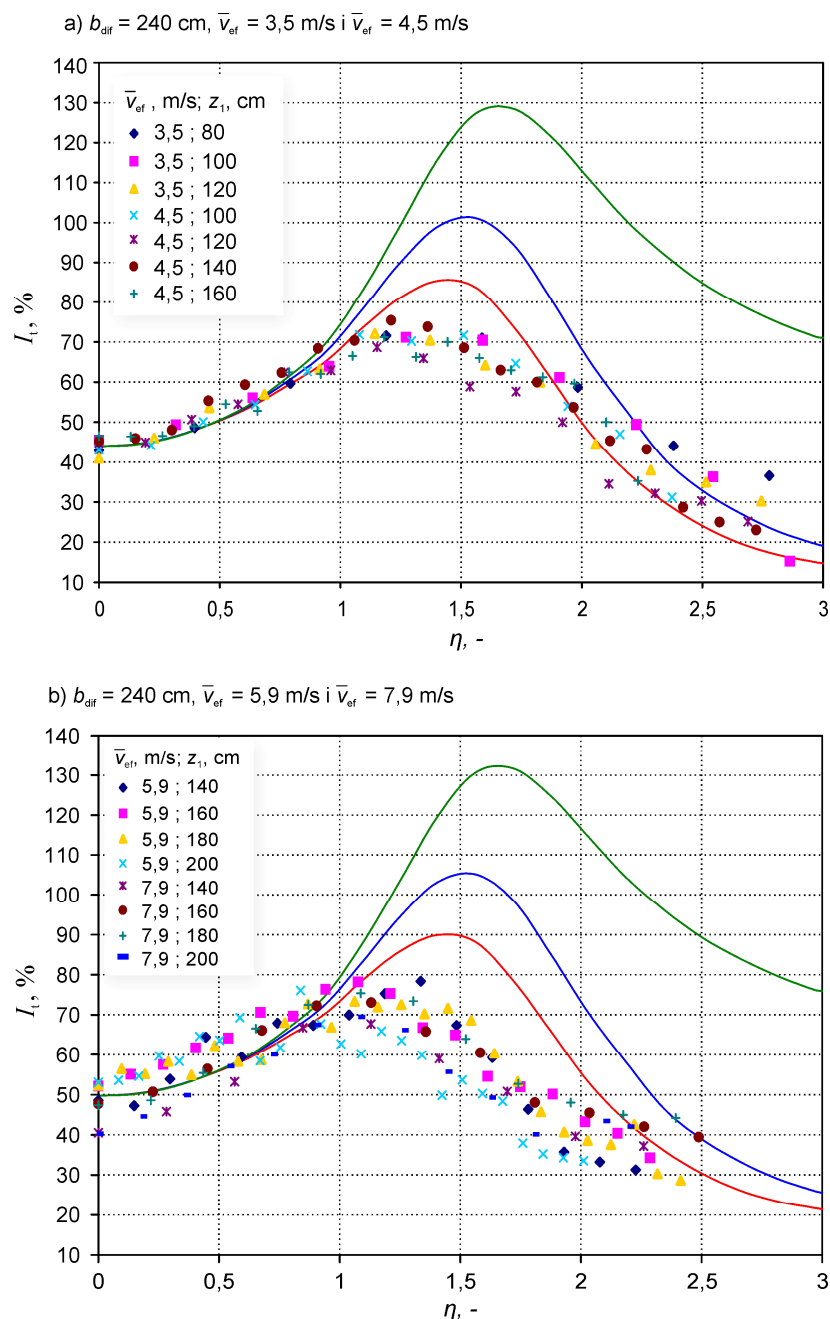 a) b_dif = 240 cm, v̅_ef = 3,5 m/s i v̅_ef = 4,5 m/s
140
130
120
110
100
90
80
70
60
50
40
30
20
10
I_t, %
v̅_ef , m/s; z_1, cm
3,5 ; 80
3,5 ; 100
3,5 ; 120
4,5 ; 100
4,5 ; 120
4,5 ; 140
4,5 ; 160
0 0,5 1 1,5 2 2,5 3
η, -
b) b_dif = 240 cm, v̅_ef = 5,9 m/s i v̅_ef = 7,9 m/s
140
130
120
110
100
90
80
70
60
50
40
30
20
10
I_t, %
v̅_ef, m/s; z_1, cm
5,9 ; 140
5,9 ; 160
5,9 ; 180
5,9 ; 200
7,9 ; 140
7,9 ; 160
7,9 ; 180
7,9 ; 200
0 0,5 1 1,5 2 2,5 3
η, -